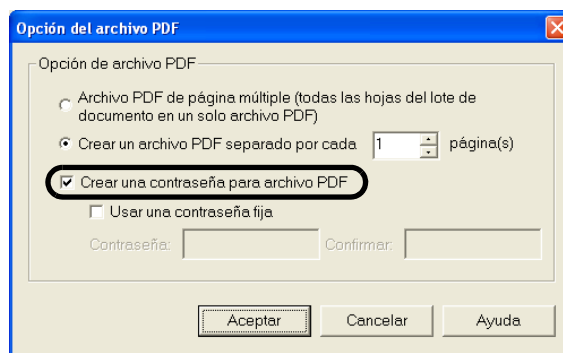 Opción del archivo PDF
Opción de archivo PDF
Archivo PDF de página múltiple (todas las hojas del lote de
documento en un solo archivo PDF)
Crear un archivo PDF separado por cada 1 página(s)
Crear una contraseña para archivo PDF
Usar una contraseña fija
Contraseña: Confirmar:
Aceptar Cancelar Ayuda